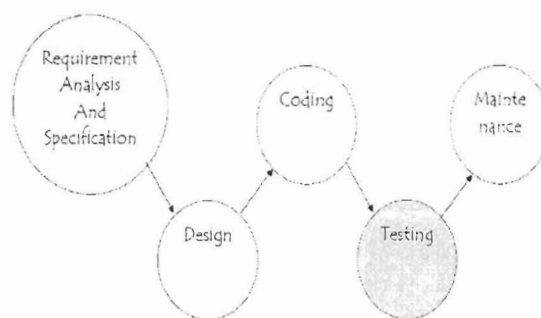 Requirement
Analysis
And
Specification
Design
Coding
Testing
Mainte
nance